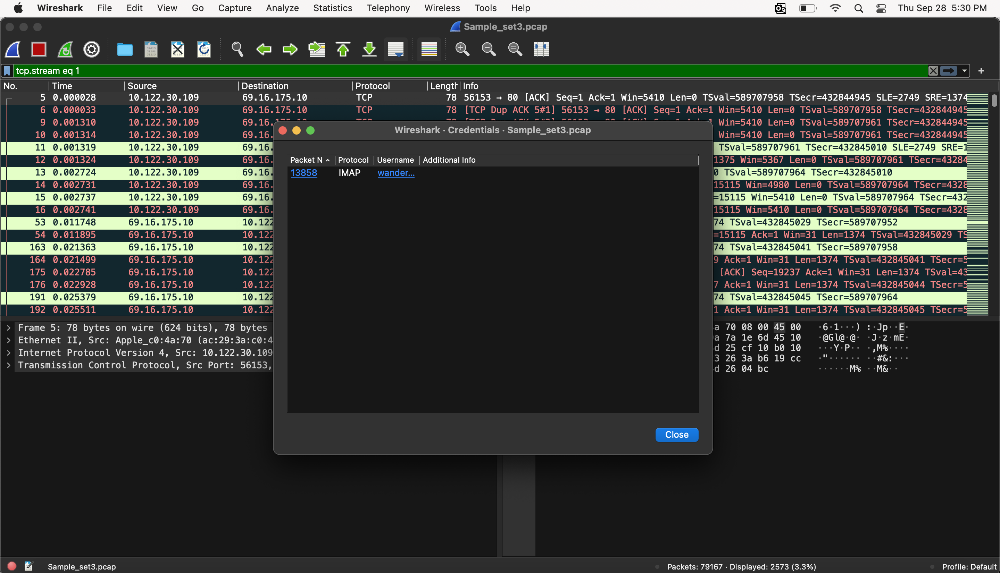 Wireshark File Edit View Go Capture Analyze Statistics Telephony Wireless Tools Help Thu Sep 28 5:30 PM
Sample_set3.pcap
tcp.stream eq 1
No. Time Source Destination Protocol Length Info
5 0.000028 10.122.30.109 69.16.175.10 TCP 78 56153 → 80 [ACK] Seq=1 Ack=1 Win=5410 Len=0 TSval=589707958 TSecr=432844945 SLE=2749 SRE=1374
6 0.000033 10.122.30.109 69.16.175.10 TCP 78 [TCP Dup ACK 5#1] 56153 → 80 [ACK] Seq=1 Ack=1 Win=5410 Len=0 TSval=589707958 TSecr=432844945
9 0.001310 10.122.30.109 69.16.175.10 TCP 78 [TCP Dup ACK 5#2] 56153 → 80 [ACK] Seq=1 Ack=1 Win=5410 Len=0 TSval=589707961 TSecr=432844945
10 0.001314 10.122.30.109 69.16. Win=5410 Len=0 TSval=589707961 TSecr=432844945
11 0.001319 10.122.30.109 69.16. TSval=589707961 TSecr=432845010 SLE=2749 SRE=1
12 0.001324 10.122.30.109 69.16. 1375 Win=5367 Len=0 TSval=589707961 TSecr=43284
13 0.002724 10.122.30.109 69.16. 0 TSval=589707964 TSecr=432845010
14 0.002731 10.122.30.109 69.16. 15115 Win=4980 Len=0 TSval=589707964 TSecr=4328
15 0.002737 10.122.30.109 69.16. =15115 Win=5410 Len=0 TSval=589707964 TSecr=432
16 0.002741 10.122.30.109 69.16. 15115 Win=5410 Len=0 TSval=589707964 TSecr=4328
53 0.011748 69.16.175.10 10.122 74 TSval=432845029 TSecr=589707952
54 0.011895 69.16.175.10 10.122 =15115 Ack=1 Win=31 Len=1374 TSval=432845029 TS
163 0.021363 69.16.175.10 10.122 74 TSval=432845041 TSecr=589707958
164 0.021499 69.16.175.10 10.122 9 Ack=1 Win=31 Len=1374 TSval=432845041 TSecr=5
175 0.022785 69.16.175.10 10.122 [ACK] Seq=19237 Ack=1 Win=31 Len=1374 TSval=43
176 0.022928 69.16.175.10 10.122 7 Ack=1 Win=31 Len=1374 TSval=432845044 TSecr=5
191 0.025379 69.16.175.10 10.122 74 TSval=432845045 TSecr=589707964
192 0.025511 69.16.175.10 10.122 1 Ack=1 Win=31 Len=1374 TSval=432845045 TSecr=5
Wireshark · Credentials · Sample_set3.pcap
Packet N Protocol Username Additional Info
13858 IMAP wander...
Close
Frame 5: 78 bytes on wire (624 bits), 78 bytes
Ethernet II, Src: Apple_c0:4a:70 (ac:29:3a:c0:4
Internet Protocol Version 4, Src: 10.122.30.109
Transmission Control Protocol, Src Port: 56153,
a 70 08 00 45 00 ·6·1···) :·Jp··E·
a 7a 1e 6d 45 10 ·@Gl@·@· ·J·z·mE·
d 25 cf 10 b0 10 ···Y·P·· ·,M%····
3 26 3a b6 19 cc ·"······ ··#&:···
d 26 04 bc ······M% ··M&··
Sample_set3.pcap Packets: 79167 · Displayed: 2573 (3.3%) Profile: Default